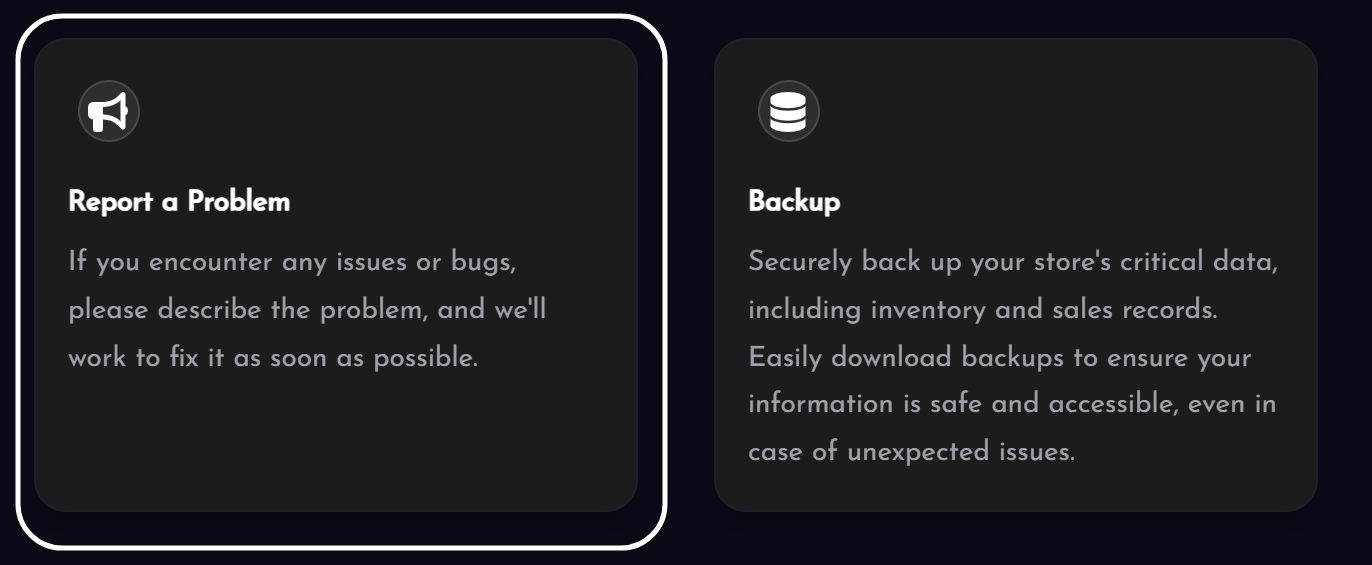 Report a Problem
If you encounter any issues or bugs,
please describe the problem, and we'll
work to fix it as soon as possible.
Backup
Securely back up your store's critical data,
including inventory and sales records.
Easily download backups to ensure your
information is safe and accessible, even in
case of unexpected issues.